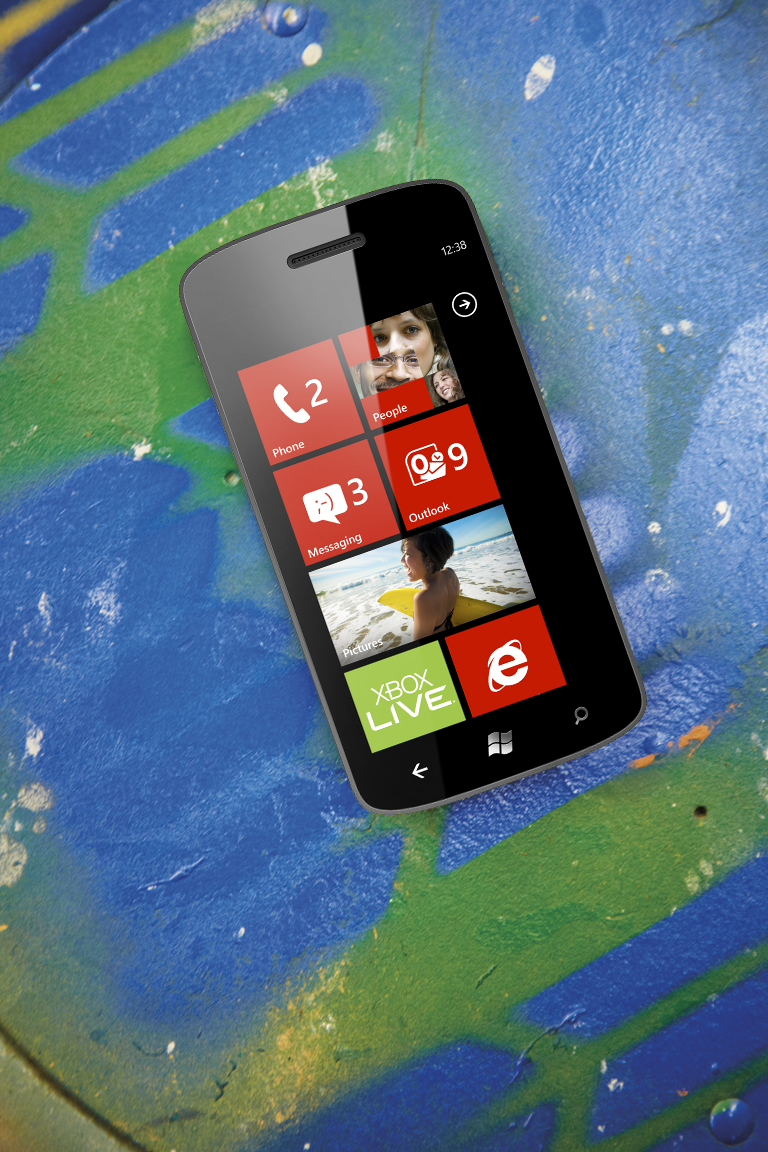 12:38
2
Phone
People
3
Messaging
9
Outlook
Pictures
XBOX
LIVE